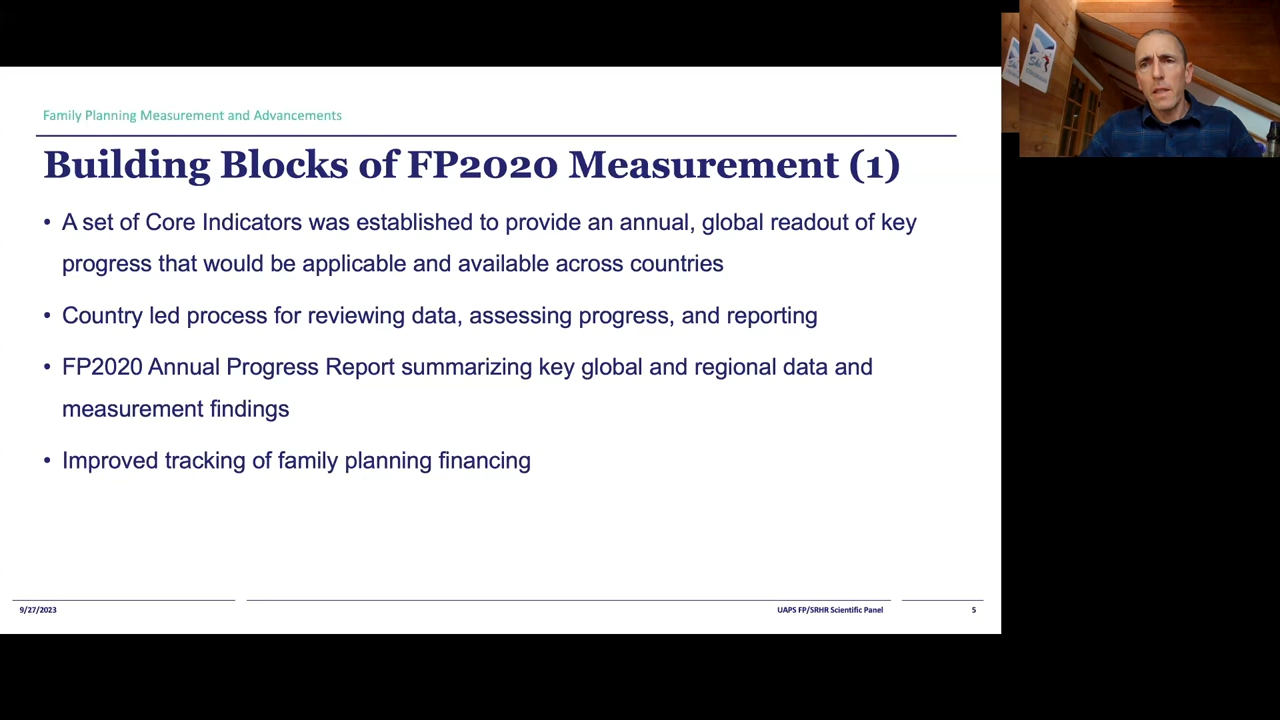 Family Planning Measurement and Advancements
Building Blocks of FP2020 Measurement (1)
• A set of Core Indicators was established to provide an annual, global readout of key
progress that would be applicable and available across countries
• Country led process for reviewing data, assessing progress, and reporting
• FP2020 Annual Progress Report summarizing key global and regional data and
measurement findings
• Improved tracking of family planning financing
9/27/2023
UAPS FP/SRHR Scientific Panel
5
Ski